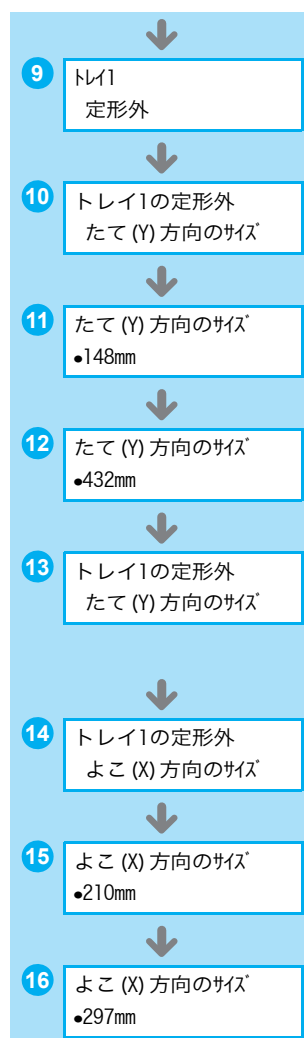 9
ﾄﾚｲ1
定形外
10
トレイ1の定形外
たて (Y) 方向のｻｲｽﾞ
11
たて (Y) 方向のｻｲｽﾞ
●148mm
12
たて (Y) 方向のｻｲｽﾞ
●432mm
13
トレイ1の定形外
たて (Y) 方向のｻｲｽﾞ
14
トレイ1の定形外
よこ (X) 方向のｻｲｽﾞ
15
よこ (X) 方向のｻｲｽﾞ
●210mm
16
よこ (X) 方向のｻｲｽﾞ
●297mm